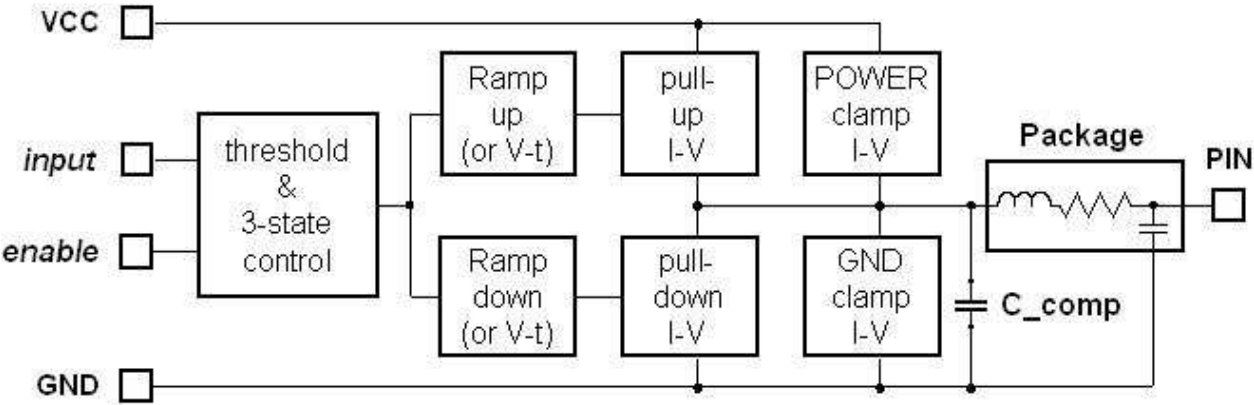 VCC
input
enable
GND
threshold
&
3-state
control
Ramp
up
(or V-t)
Ramp
down
(or V-t)
pull-
up
I-V
pull-
down
I-V
POWER
clamp
I-V
GND
clamp
I-V
C_comp
Package
PIN